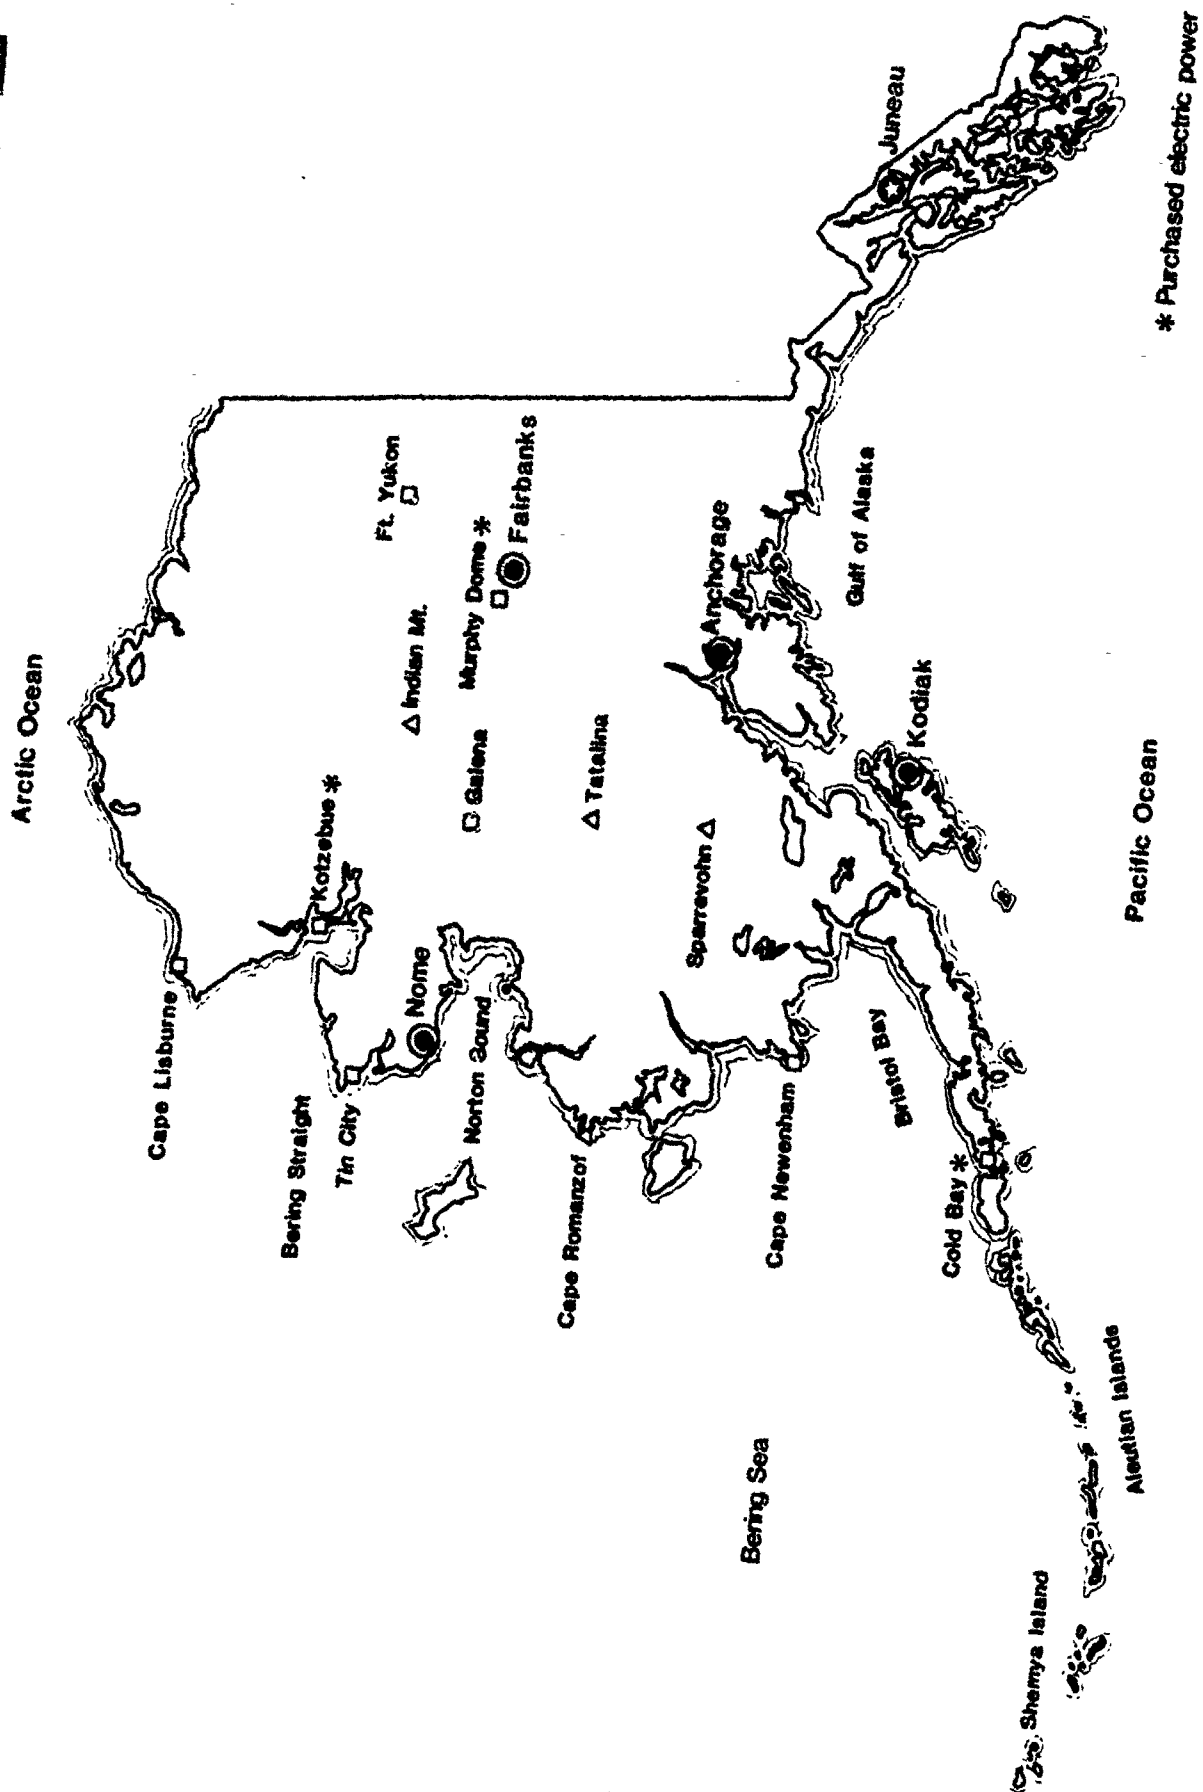 Arctic Ocean
Cape Lisburne
Kotzebue *
Bering Straight
Tin City
Nome
Norton Sound
Ft. Yukon
Indian Mt.
Murphy Dome *
Fairbanks
Galena
Tatalina
Cape Romanzof
Sparrevohn
Anchorage
Juneau
Cape Newenham
Bristol Bay
Gulf of Alaska
Kodiak
Cold Bay *
Bering Sea
Aleutian Islands
Shemya Island
Pacific Ocean
* Purchased electric power